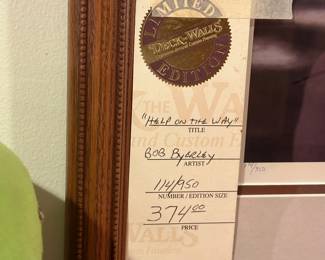 LIMITED
DECK THE WALLS
EDITION
"HELP ON THE WAY"
TITLE
BOB BYERLEY
ARTIST
114/950
NUMBER / EDITION SIZE
374.00
PRICE